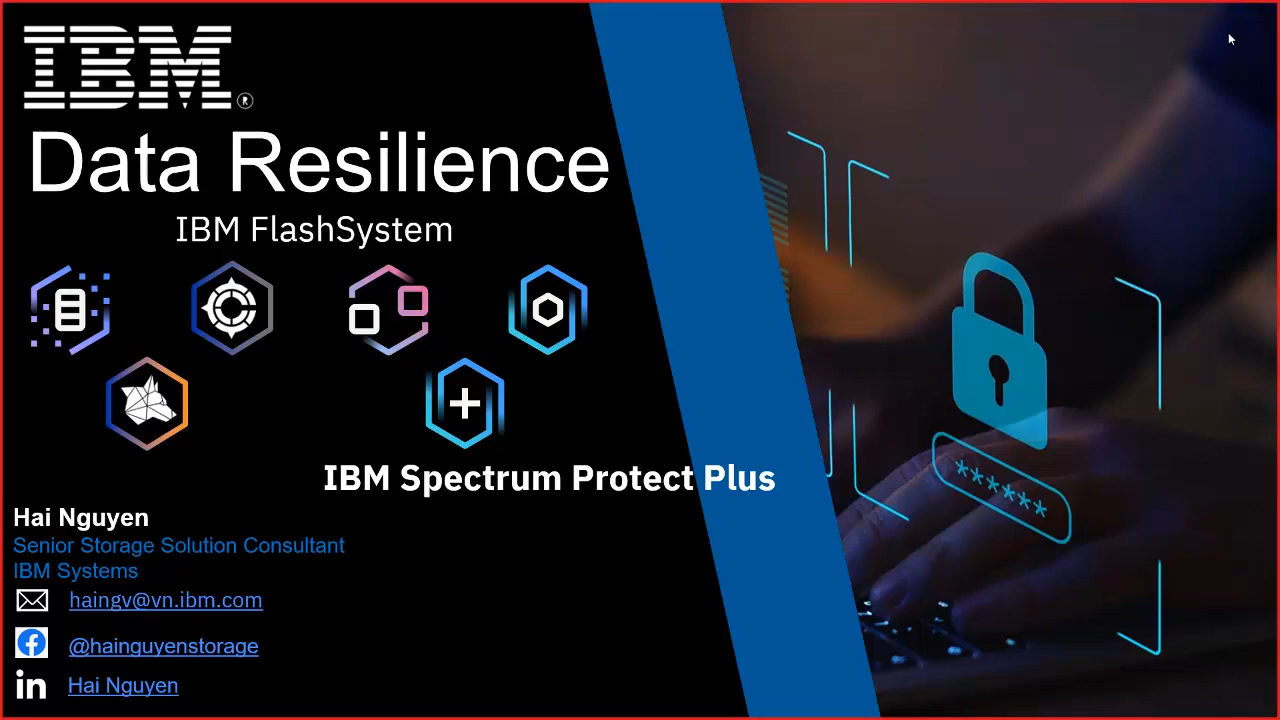 IBM®
Data Resilience
IBM FlashSystem
IBM Spectrum Protect Plus
Hai Nguyen
Senior Storage Solution Consultant
IBM Systems
haingv@vn.ibm.com
@hainguyenstorage
in Hai Nguyen
******